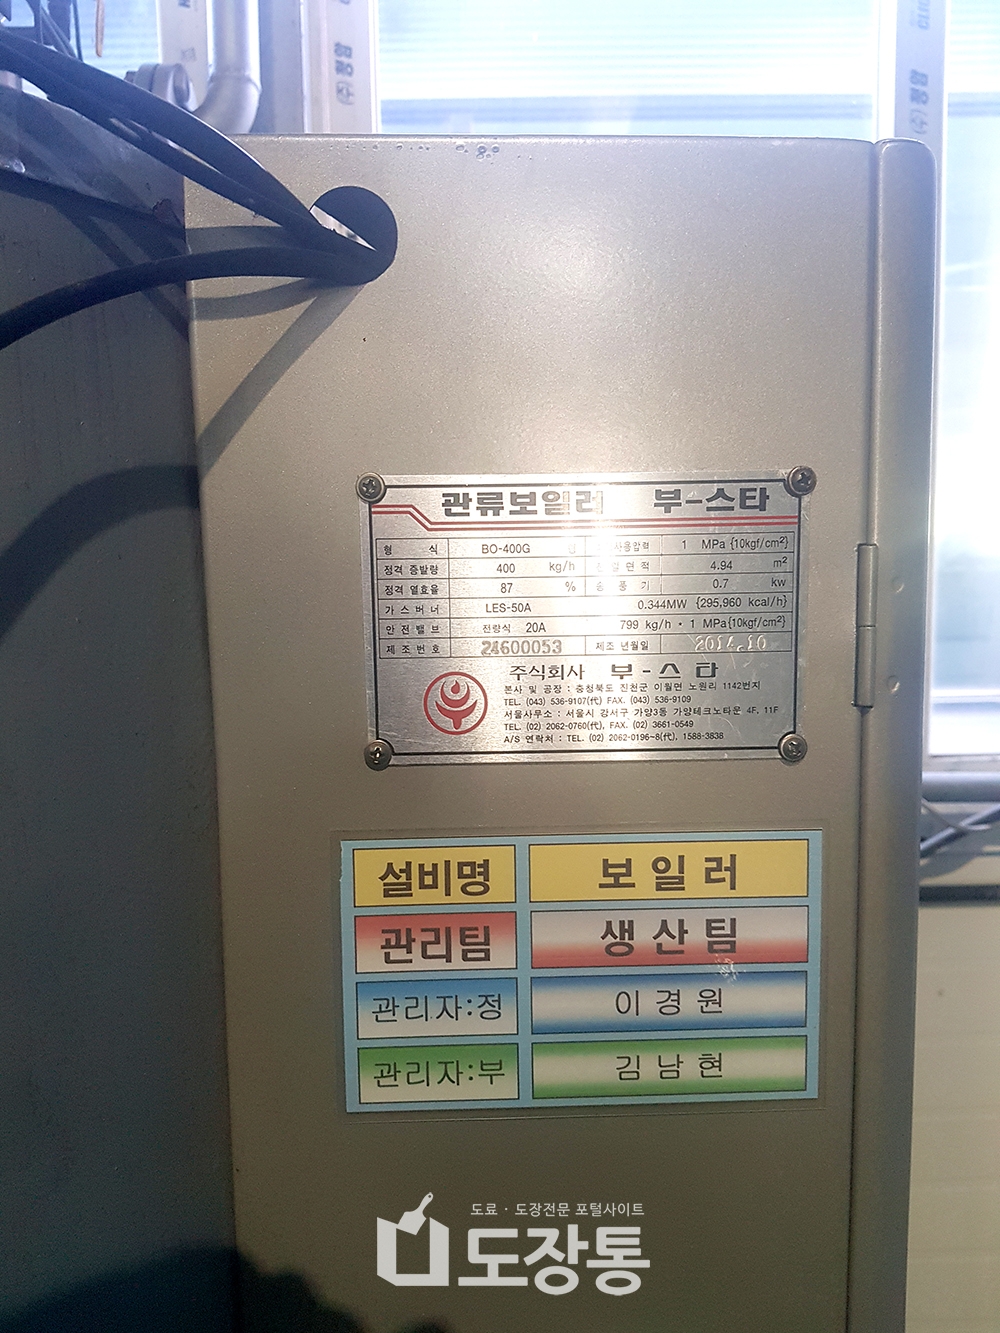 관류보일러 부-스타
형 식 BO-400G 사용압력 1 MPa {10kgf/cm²}
정격 증발량 400 kg/h 면 적 4.94 m²
정격 열효율 87 % 풍 기 0.7 kw
가 스 버 너 LES-50A 0.344MW {295,960 kcal/h}
안 전 밸 브 전량식 20A 799 kg/h · 1 MPa{10kgf/cm²}
제 조 번 호 24600053 제조 년월일 2014.10
주식회사 부-스타
본사 및 공장 : 충청북도 진천군 이월면 노원리 1142번지
TEL. (043) 536-9107(代) FAX. (043) 536-9109
서울사무소 : 서울시 강서구 가양3동 가양테크노타운 4F. 11F
TEL. (02) 2062-0760(代), FAX. (02) 3661-0549
A/S 연락처 : TEL. (02) 2062-0196~8(代), 1588-3838
설비명 보일러
관리팀 생산팀
관리자:정 이경원
관리자:부 김남현
도료 · 도장전문 포털사이트
도장통